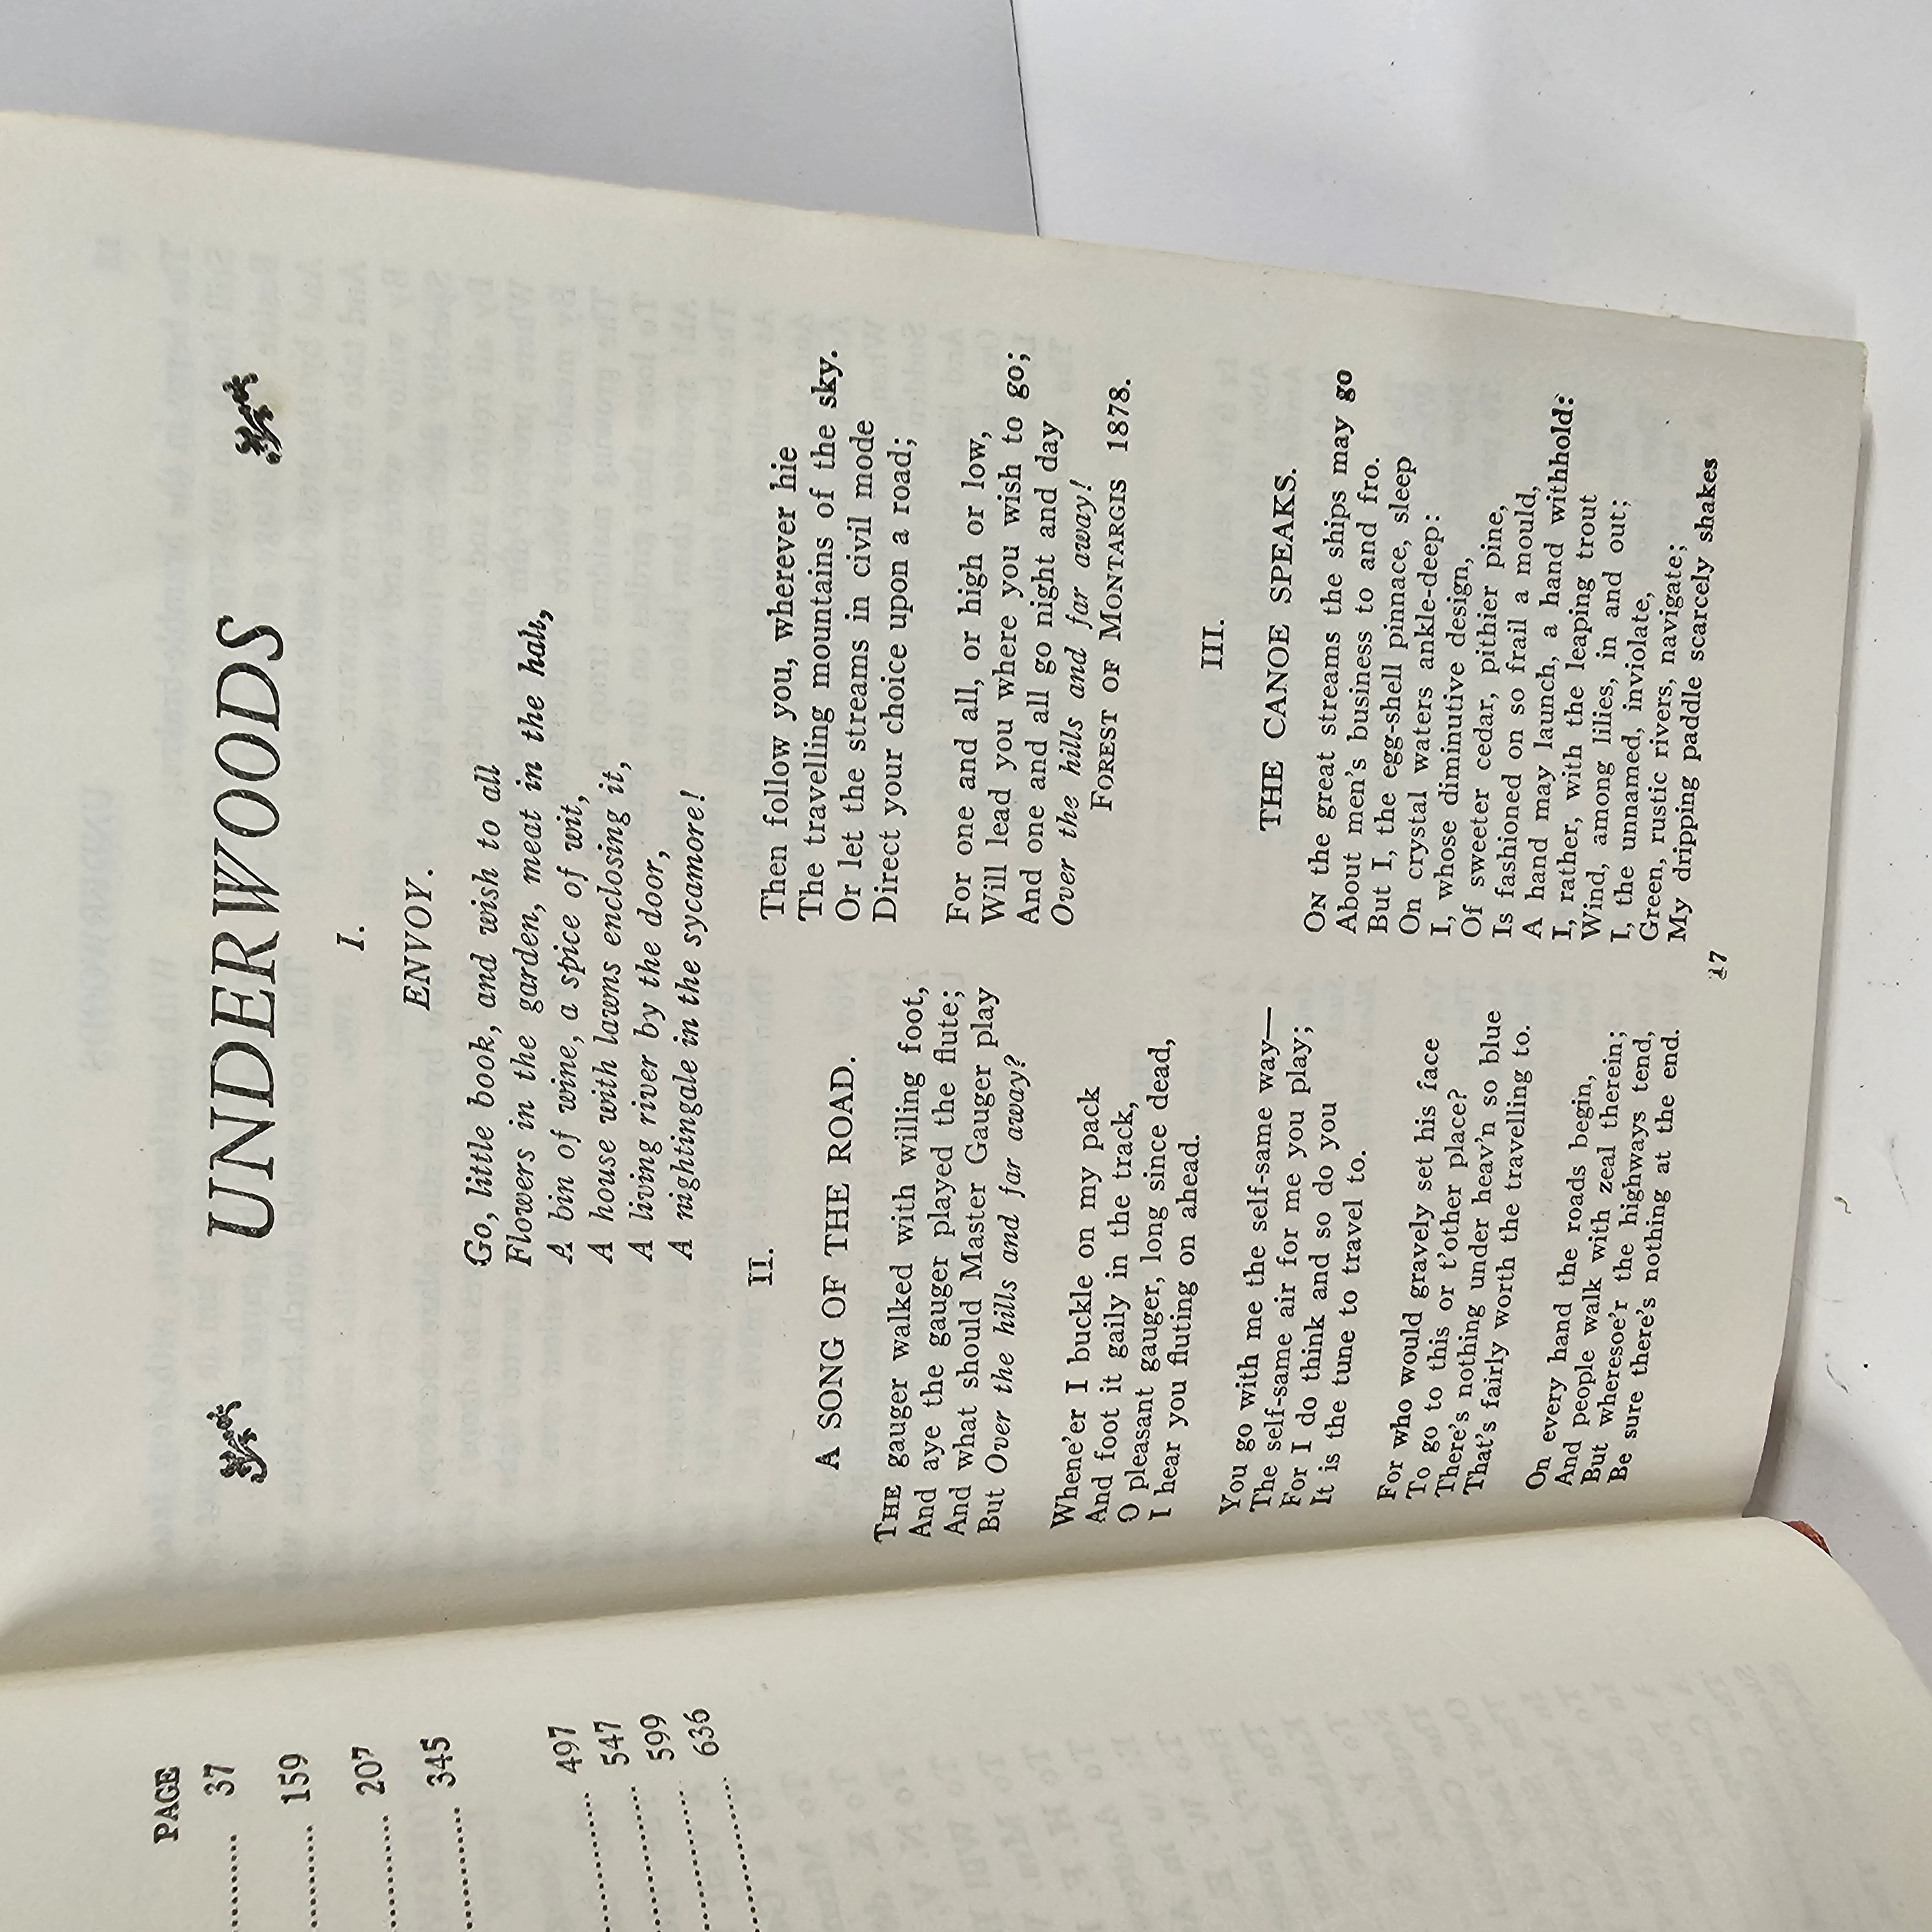 PAGE
37
159
207
345
497
547
599
636
UNDERWOODS
I.
ENVOY.
Go, little book, and wish to all
Flowers in the garden, meat in the hall,
A bin of wine, a spice of wit,
A house with lawns enclosing it,
A living river by the door,
A nightingale in the sycamore!
II.
A SONG OF THE ROAD.
THE gauger walked with willing foot,
And aye the gauger played the flute;
And what should Master Gauger play
But Over the hills and far away?
Whene'er I buckle on my pack
And foot it gaily in the track,
O pleasant gauger, long since dead,
I hear you fluting on ahead.
You go with me the self-same way—
The self-same air for me you play;
For I do think and so do you
It is the tune to travel to.
For who would gravely set his face
To go to this or t'other place?
There's nothing under heav'n so blue
That's fairly worth the travelling to.
On every hand the roads begin,
And people walk with zeal therein;
But wheresoe'r the highways tend,
Be sure there's nothing at the end.
Then follow you, wherever hie
The travelling mountains of the sky.
Or let the streams in civil mode
Direct your choice upon a road;
For one and all, or high or low,
Will lead you where you wish to go;
And one and all go night and day
Over the hills and far away!
FOREST OF MONTARGIS 1878.
III.
THE CANOE SPEAKS.
ON the great streams the ships may go
About men's business to and fro.
But I, the egg-shell pinnace, sleep
On crystal waters ankle-deep:
I, whose diminutive design,
Of sweeter cedar, pithier pine,
Is fashioned on so frail a mould,
A hand may launch, a hand withhold:
I, rather, with the leaping trout
Wind, among lilies, in and out;
I, the unnamed, inviolate,
Green, rustic rivers, navigate;
My dripping paddle scarcely shakes
17